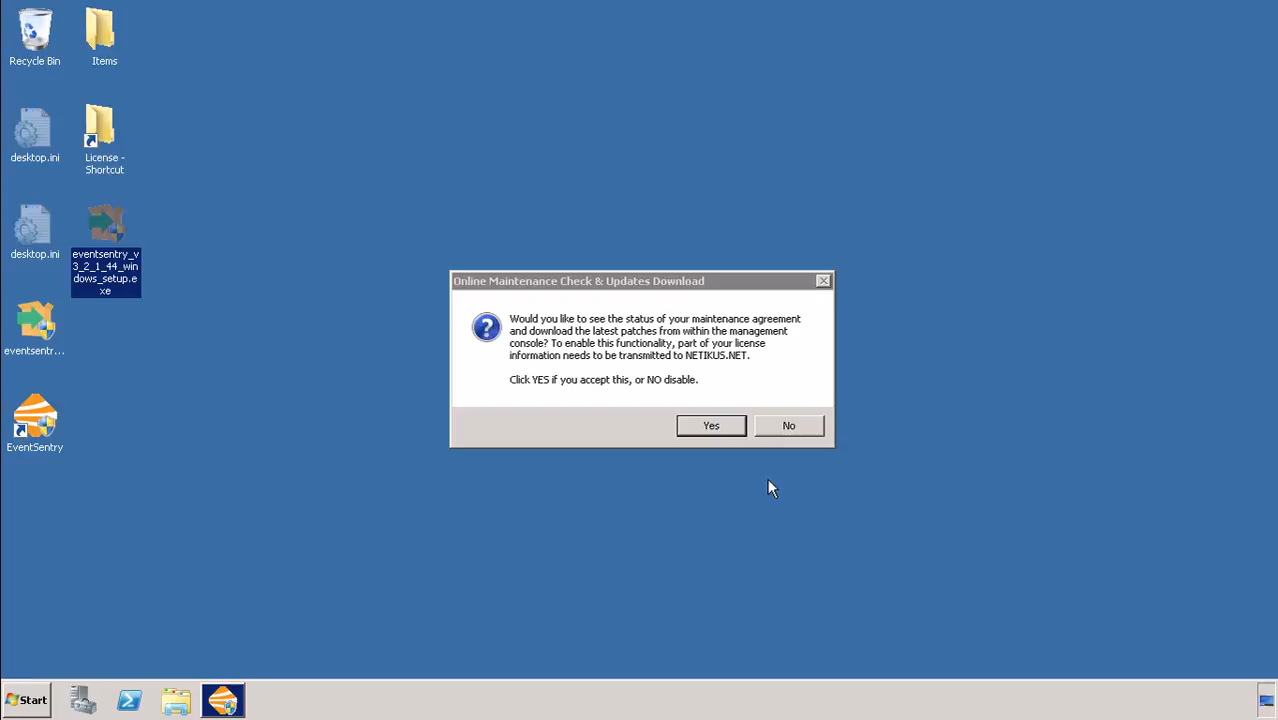 Recycle Bin
Items
desktop.ini
License -
Shortcut
desktop.ini
eventsentry_v
3_2_1_44_win
dows_setup.e
xe
eventsentr...
EventSentry
Online Maintenance Check & Updates Download
Would you like to see the status of your maintenance agreement
and download the latest patches from within the management
console? To enable this functionality, part of your license
information needs to be transmitted to NETIKUS.NET.
Click YES if you accept this, or NO disable.
Yes
No
Start